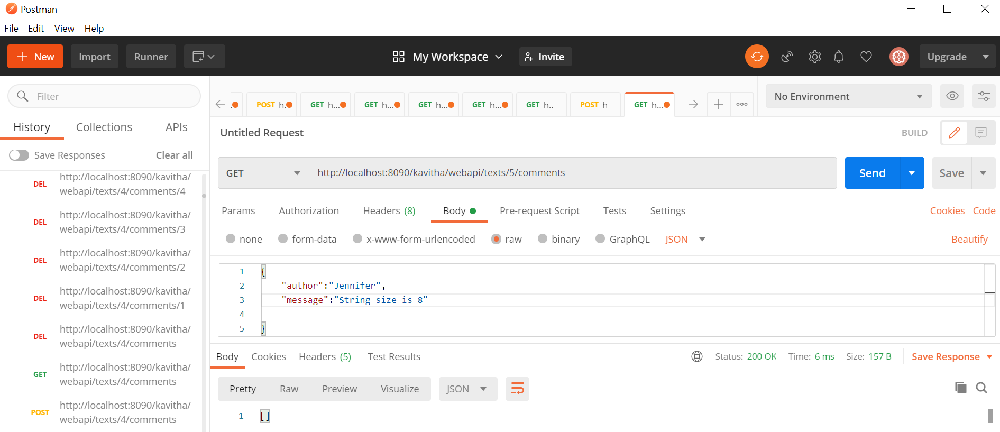 Postman
File Edit View Help
New Import Runner My Workspace Invite Upgrade
Filter
History Collections APIs
Save Responses Clear all
DEL http://localhost:8090/kavitha/
webapi/texts/4/comments/4
DEL http://localhost:8090/kavitha/
webapi/texts/4/comments/3
DEL http://localhost:8090/kavitha/
webapi/texts/4/comments/2
DEL http://localhost:8090/kavitha/
webapi/texts/4/comments/1
DEL http://localhost:8090/kavitha/
webapi/texts/4/comments
GET http://localhost:8090/kavitha/
webapi/texts/4/comments
POST http://localhost:8090/kavitha/
webapi/texts/4/comments
. POST h. GET h... GET h... GET h... GET h... GET h.. POST h GET h...
No Environment
Untitled Request BUILD
GET http://localhost:8090/kavitha/webapi/texts/5/comments Send Save
Params Authorization Headers (8) Body Pre-request Script Tests Settings Cookies Code
none form-data x-www-form-urlencoded raw binary GraphQL JSON Beautify
1 {
2 "author":"Jennifer",
3 "message":"String size is 8"
4
5 }
Body Cookies Headers (5) Test Results Status: 200 OK Time: 6 ms Size: 157 B Save Response
Pretty Raw Preview Visualize JSON
1 []